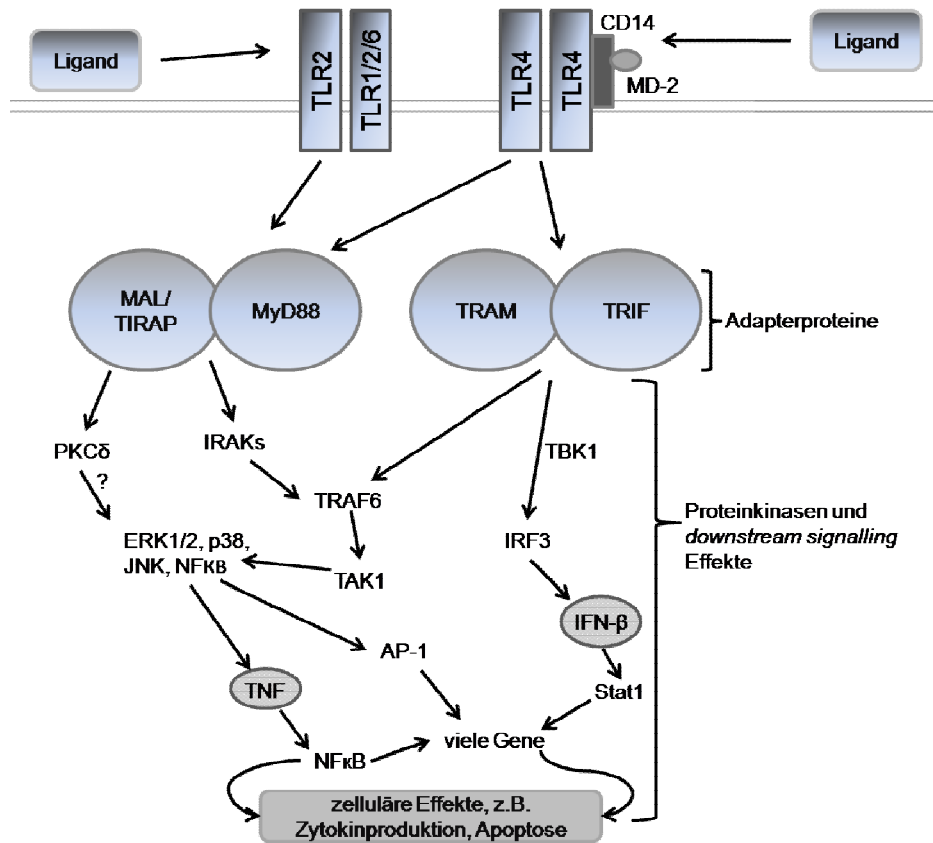 Ligand
TLR2
TLR1/2/6
TLR4
TLR4
CD14
MD-2
Ligand
MAL/
TIRAP
MyD88
TRAM
TRIF
Adapterproteine
PKCδ
?
IRAKs
TRAF6
TBK1
ERK1/2, p38,
JNK, NFκB
TAK1
IRF3
Proteinkinasen und
downstream signalling
Effekte
IFN-β
AP-1
TNF
Stat1
NFκB
viele Gene
zelluläre Effekte, z.B.
Zytokinproduktion, Apoptose